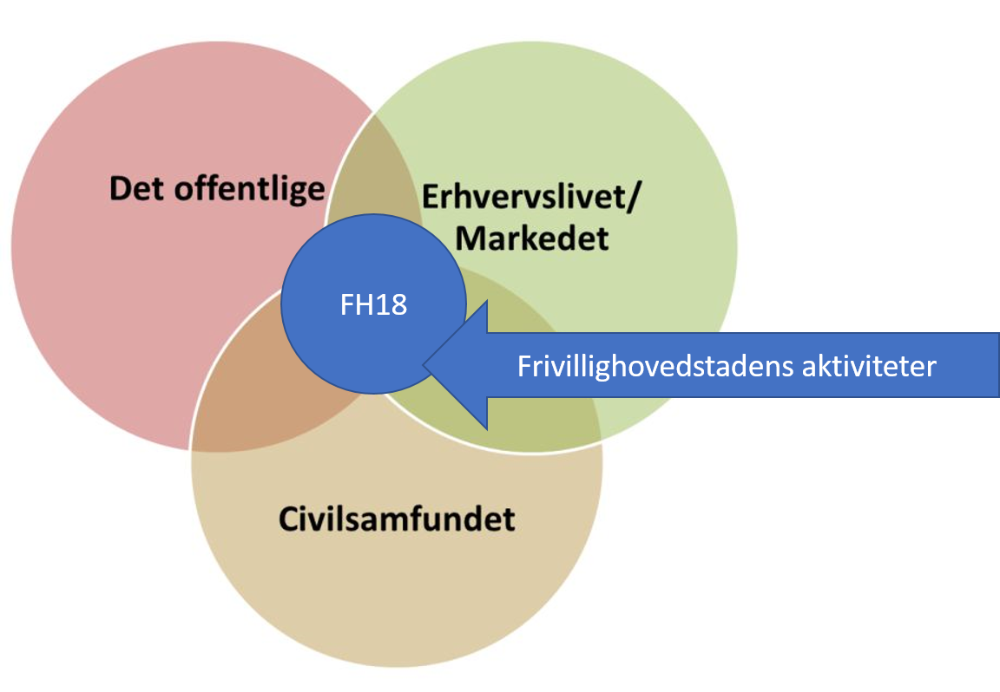 Det offentlige
Erhvervslivet/
Markedet
FH18
Frivillighovedstadens aktiviteter
Civilsamfundet